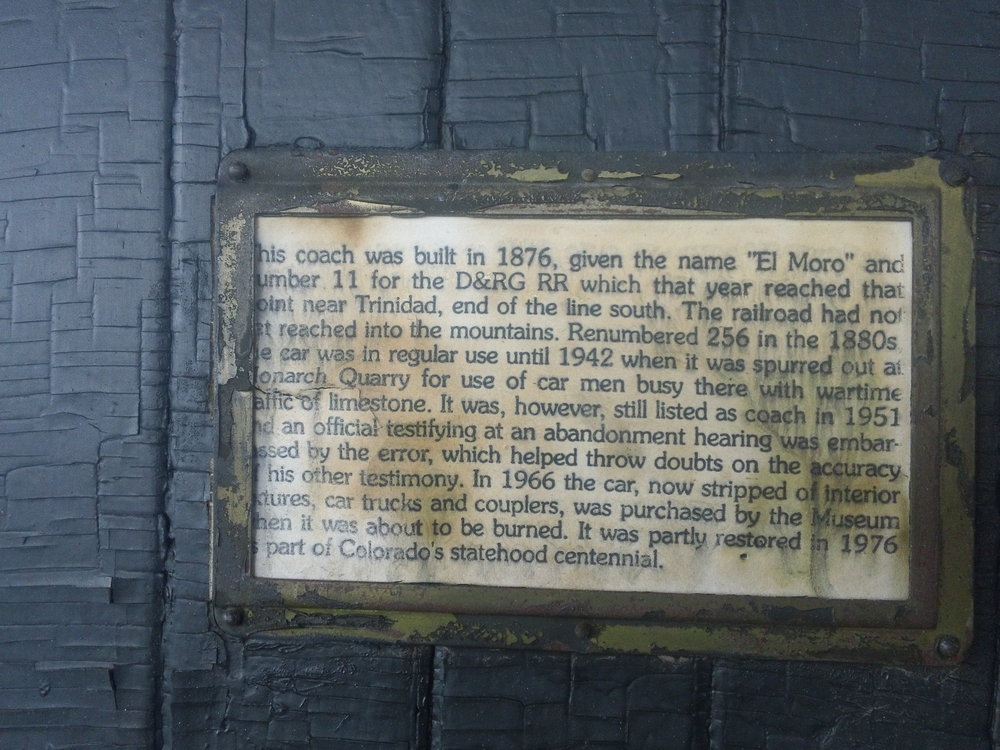 his coach was built in 1876, given the name "El Moro" and
umber 11 for the D&RG RR which that year reached that
oint near Trinidad, end of the line south. The railroad had not
et reached into the mountains. Renumbered 256 in the 1880s
e car was in regular use until 1942 when it was spurred out at
onarch Quarry for use of car men busy there with wartime
affic of limestone. It was, however, still listed as coach in 1951
nd an official testifying at an abandonment hearing was embar-
assed by the error, which helped throw doubts on the accuracy
f his other testimony. In 1966 the car, now stripped of interior
xtures, car trucks and couplers, was purchased by the Museum
hen it was about to be burned. It was partly restored in 1976
s part of Colorado's statehood centennial.